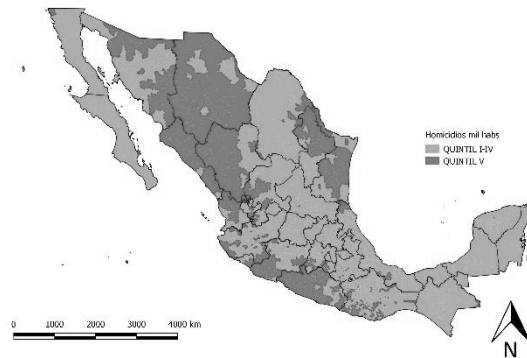 Homicidios mil habs
QUINTIL I-IV
QUINTIL V
0 1000 2000 3000 4000 km
N